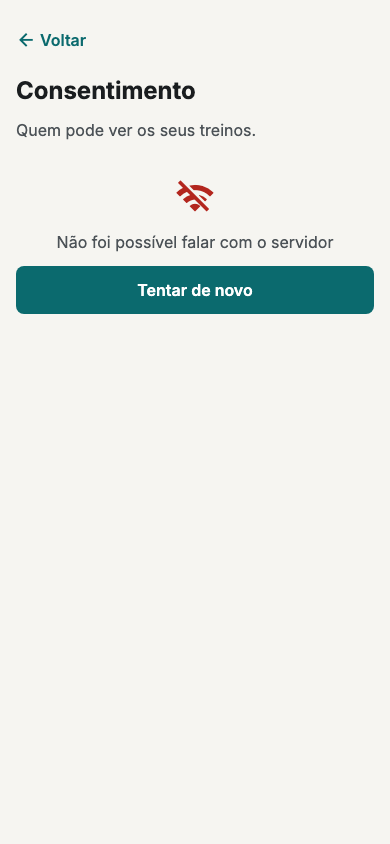 Voltar
Consentimento
Quem pode ver os seus treinos.
Não foi possível falar com o servidor
Tentar de novo